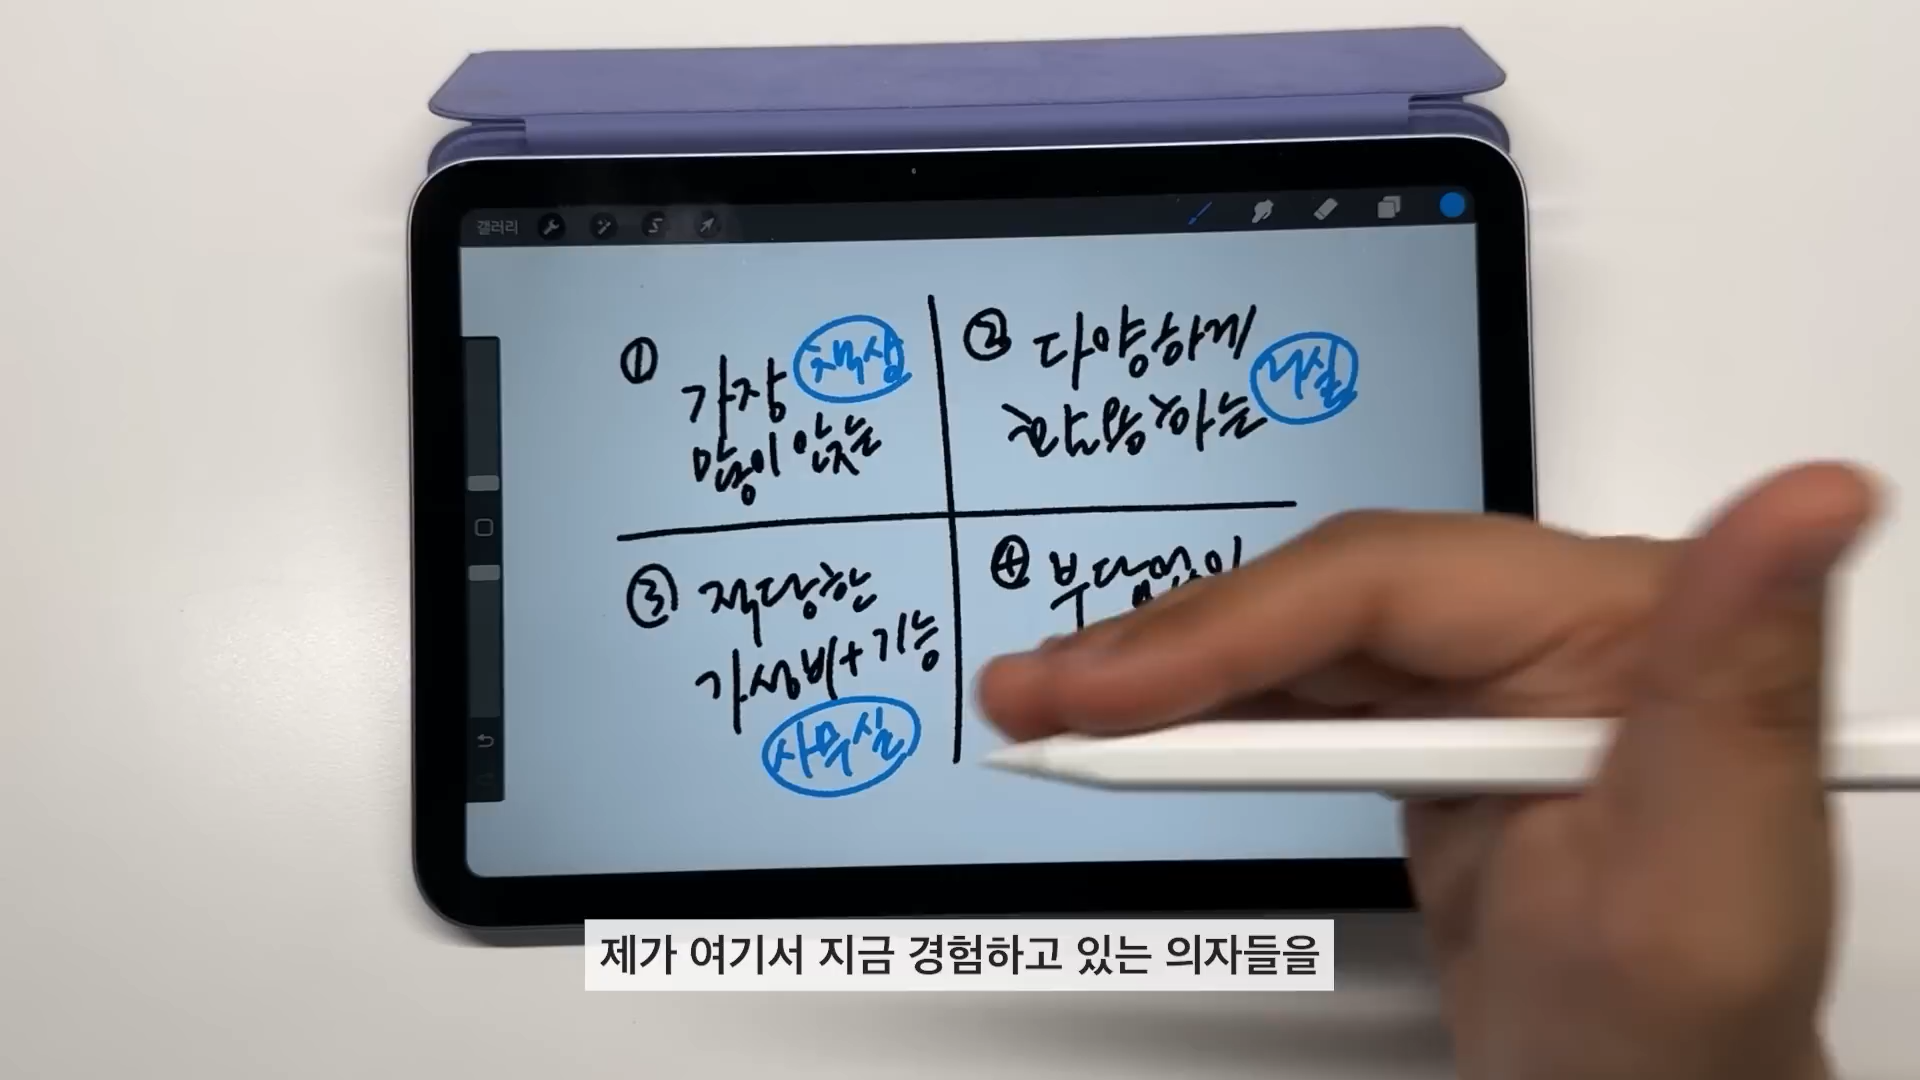 갤러리
①
가장 책상
많이 앉는
② 다양하게
거실
활용하는
③ 적당한
가성비+기능
사무실
④ 부담없이
제가 여기서 지금 경험하고 있는 의자들을